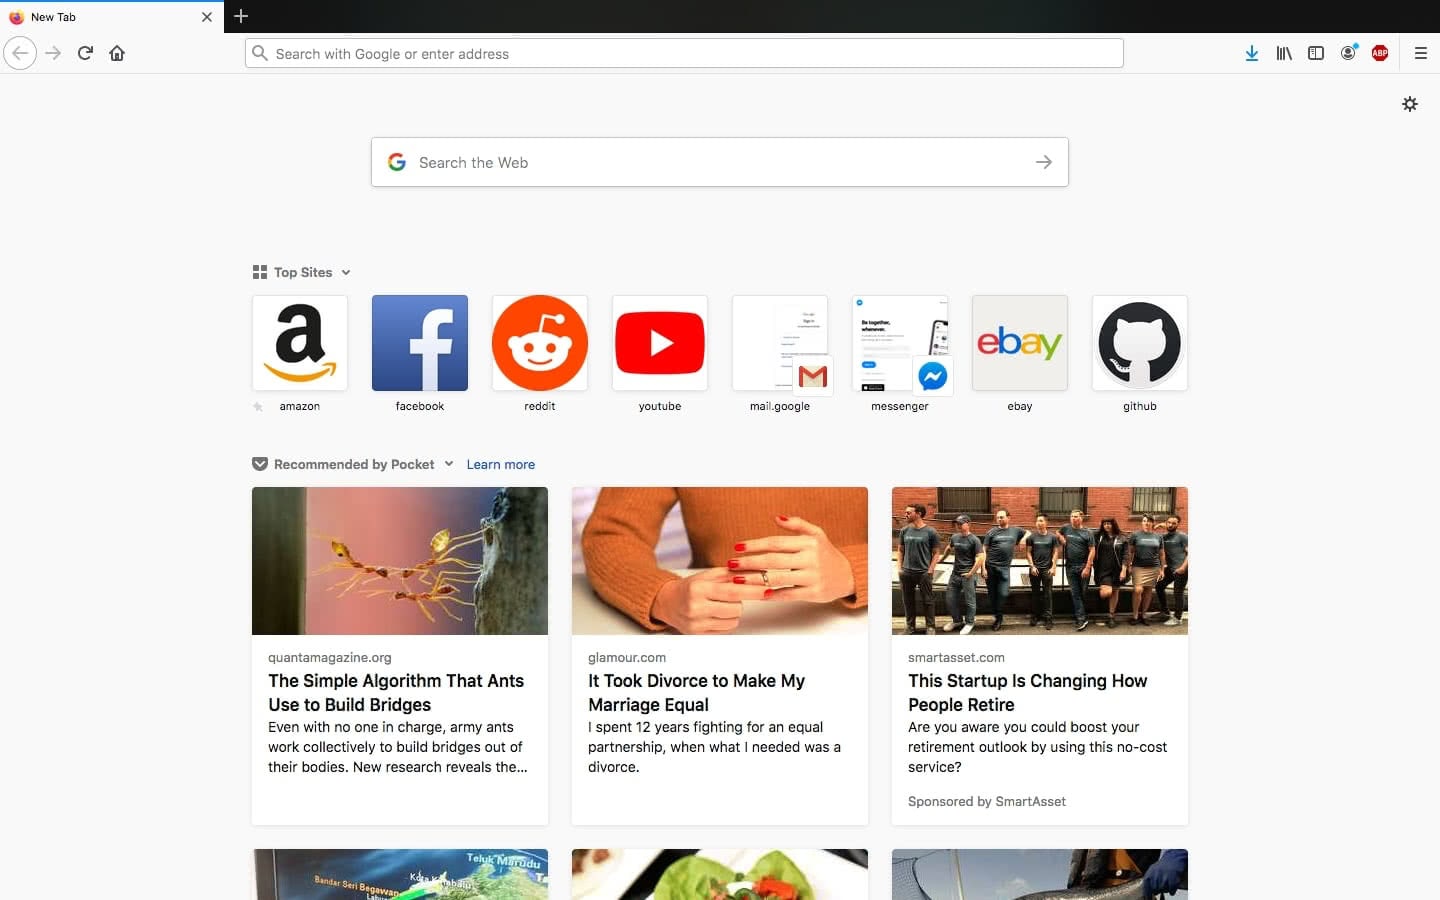 New Tab
Search with Google or enter address
ABP
Search the Web
Top Sites
ebay
amazon
facebook
reddit
youtube
mail.google
messenger
ebay
github
Be together,
whenever.
Recommended by Pocket
Learn more
quantamagazine.org
The Simple Algorithm That Ants
Use to Build Bridges
Even with no one in charge, army ants
work collectively to build bridges out of
their bodies. New research reveals the...
glamour.com
It Took Divorce to Make My
Marriage Equal
I spent 12 years fighting for an equal
partnership, when what I needed was a
divorce.
smartasset.com
This Startup Is Changing How
People Retire
Are you aware you could boost your
retirement outlook by using this no-cost
service?
Sponsored by SmartAsset
Teluk Marudu
Bandar Seri Begawan
Kota Kinabalu